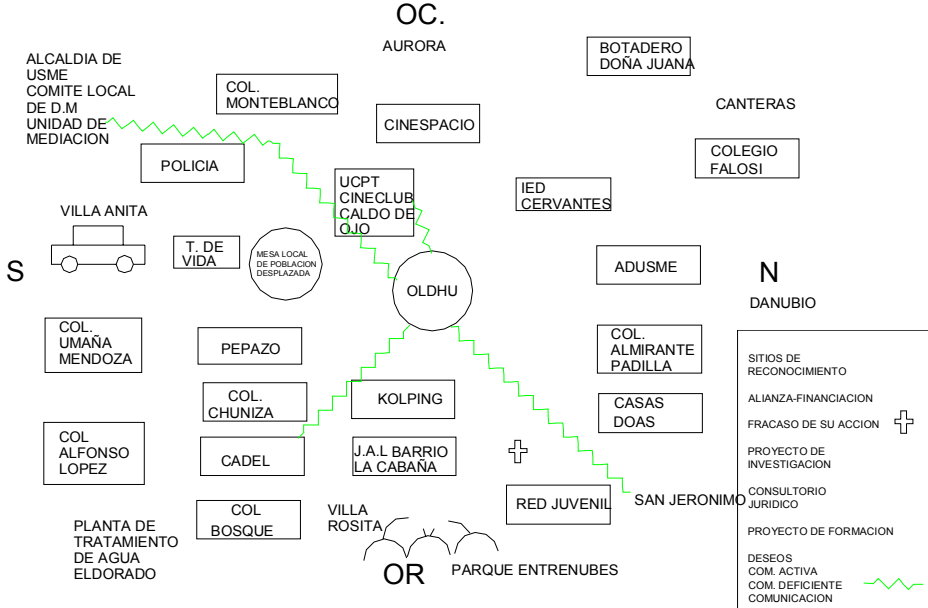 OC.
AURORA
ALCALDIA DE
USME
COMITE LOCAL
DE D.M
UNIDAD DE
MEDIACION
COL.
MONTEBLANCO
CINESPACIO
BOTADERO
DOÑA JUANA
CANTERAS
POLICIA
COLEGIO
FALOSI
UCPT
CINECLUB
CALDO DE
OJO
IED
CERVANTES
VILLA ANITA
T. DE
VIDA
MESA LOCAL
DE POBLACION
DESPLAZADA
S
OLDHU
ADUSME
N
DANUBIO
COL.
UMAÑA
MENDOZA
PEPAZO
COL.
ALMIRANTE
PADILLA
COL.
CHUNIZA
KOLPING
CASAS
DOAS
COL
ALFONSO
LOPEZ
CADEL
J.A.L BARRIO
LA CABAÑA
RED JUVENIL
SAN JERONIMO
COL
BOSQUE
VILLA
ROSITA
PLANTA DE
TRATAMIENTO
DE AGUA
ELDORADO
OR
PARQUE ENTRENUBES
SITIOS DE
RECONOCIMIENTO
ALIANZA-FINANCIACION
FRACASO DE SU ACCION
PROYECTO DE
INVESTIGACION
CONSULTORIO
JURIDICO
PROYECTO DE FORMACION
DESEOS
COM. ACTIVA
COM. DEFICIENTE
COMUNICACION